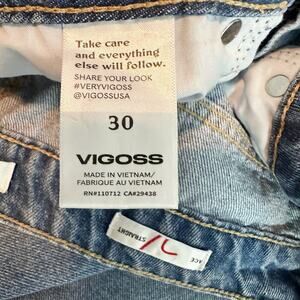 Take care
and everything
else will follow.
SHARE YOUR LOOK
#VERYVIGOSS
@VIGOSSUSA
30
VIGOSS
MADE IN VIETNAM/
FABRIQUE AU VIETNAM
RN#110712 CA#29438
ACE
STRAIGHT